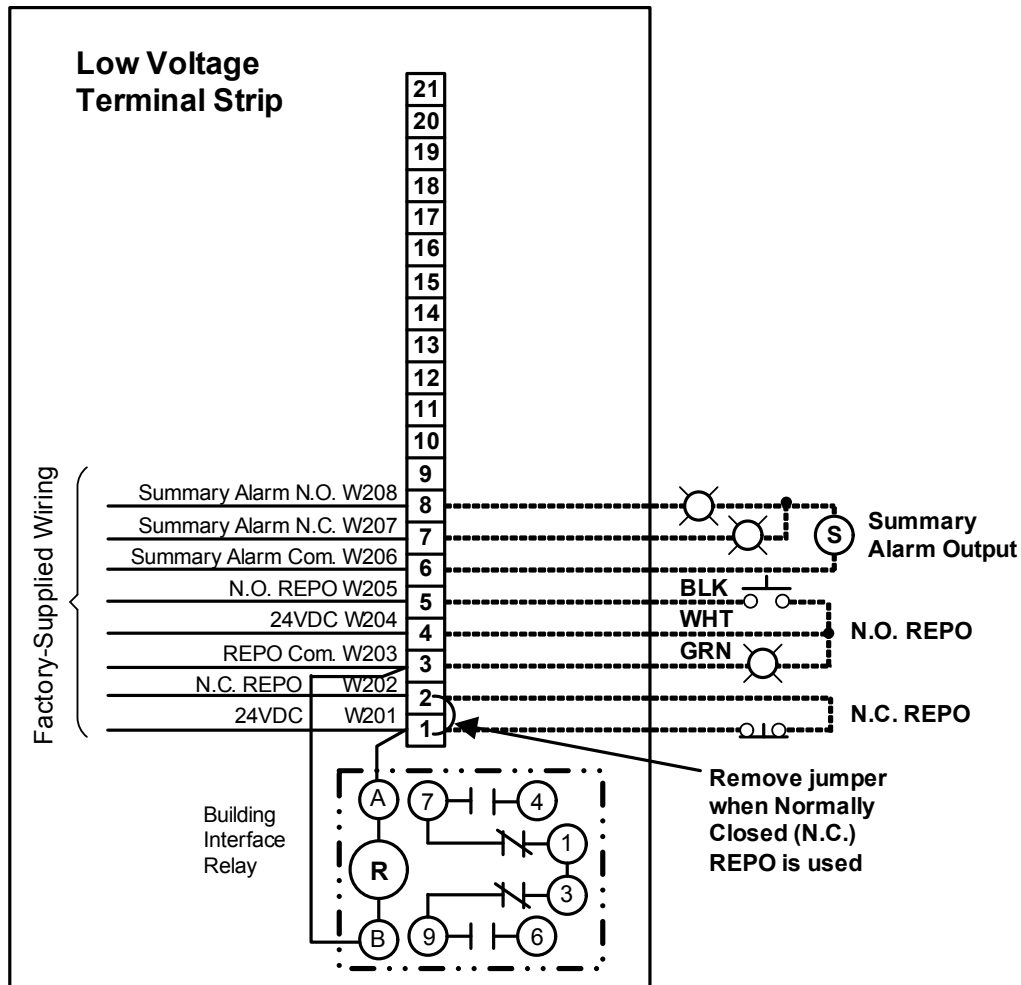 Low Voltage
Terminal Strip
21
20
19
18
17
16
15
14
13
12
11
10
9
8
7
6
5
4
3
2
1
Factory-Supplied Wiring
Summary Alarm N.O. W208
Summary Alarm N.C. W207
Summary Alarm Com. W206
N.O. REPO W205
24VDC W204
REPO Com. W203
N.C. REPO W202
24VDC W201
S
Summary
Alarm Output
BLK
WHT
GRN
N.O. REPO
N.C. REPO
Remove jumper
when Normally
Closed (N.C.)
REPO is used
Building
Interface
Relay
A
7
4
1
R
3
B
9
6